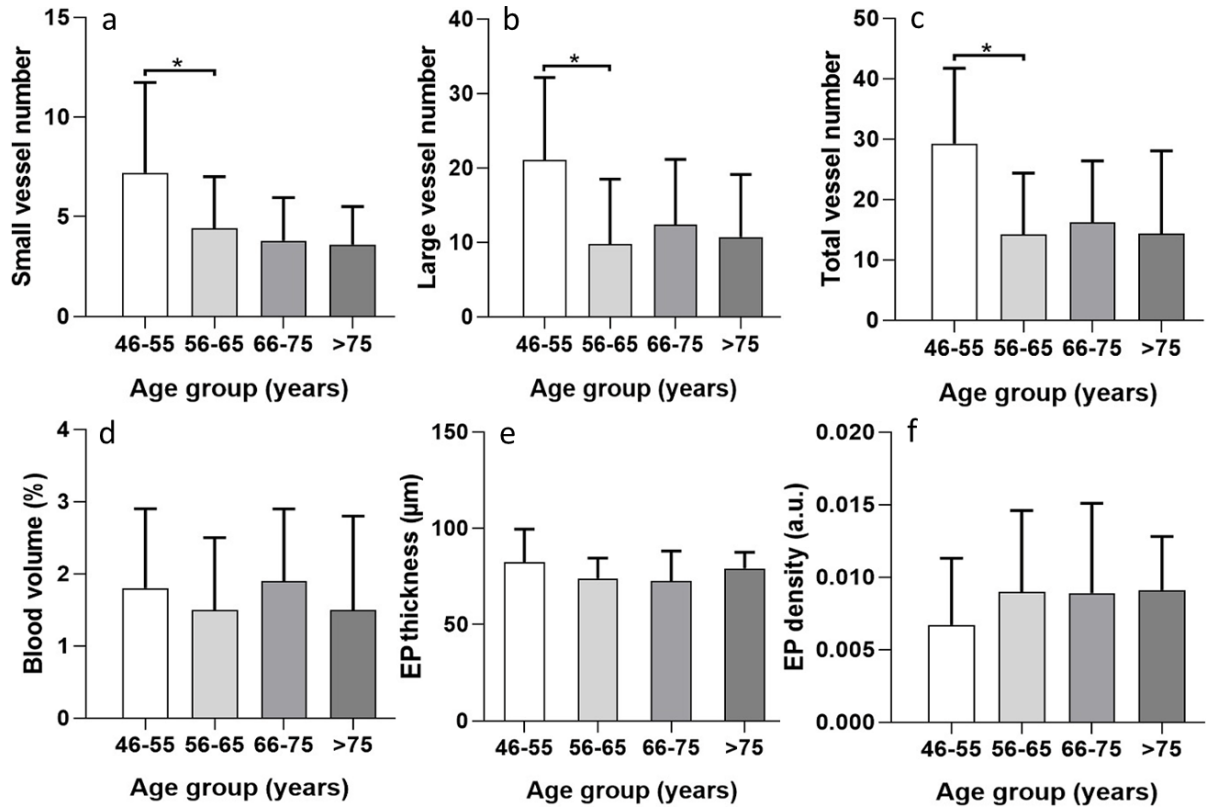 a
15
10
5
0
Small vessel number
*
46-55 56-65 66-75 >75
Age group (years)
b
40
30
20
10
0
Large vessel number
*
46-55 56-65 66-75 >75
Age group (years)
c
50
40
30
20
10
0
Total vessel number
*
46-55 56-65 66-75 >75
Age group (years)
d
4
3
2
1
0
Blood volume (%)
46-55 56-65 66-75 >75
Age group (years)
e
150
100
50
0
EP thickness (µm)
46-55 56-65 66-75 >75
Age group (years)
f
0.020
0.015
0.010
0.005
0.000
EP density (a.u.)
46-55 56-65 66-75 >75
Age group (years)